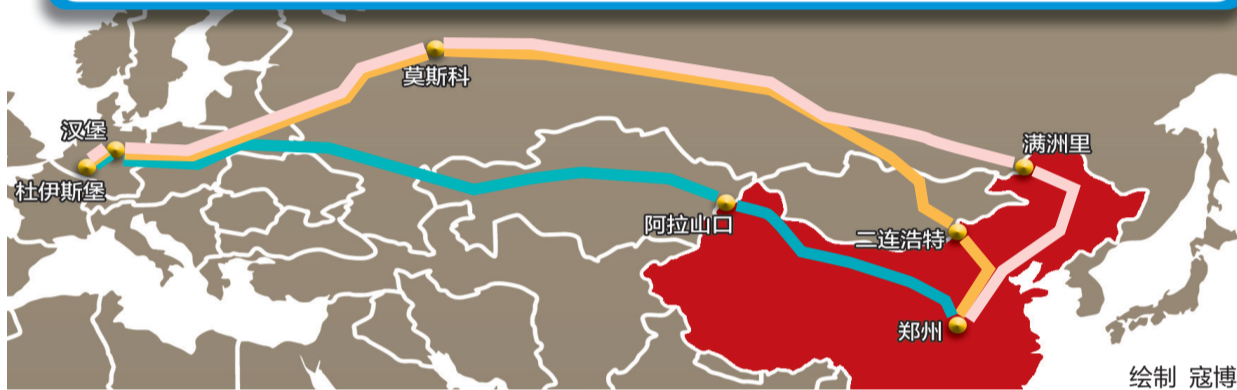 莫斯科
汉堡
杜伊斯堡
满洲里
阿拉山口
二连浩特
郑州
绘制 寇博